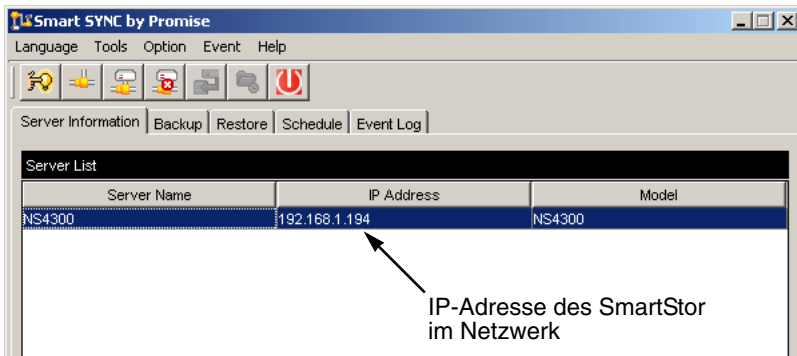 Smart SYNC by Promise
Language Tools Option Event Help
Server Information Backup Restore Schedule Event Log
Server List
Server Name IP Address Model
NS4300 192.168.1.194 NS4300
IP-Adresse des SmartStor
im Netzwerk